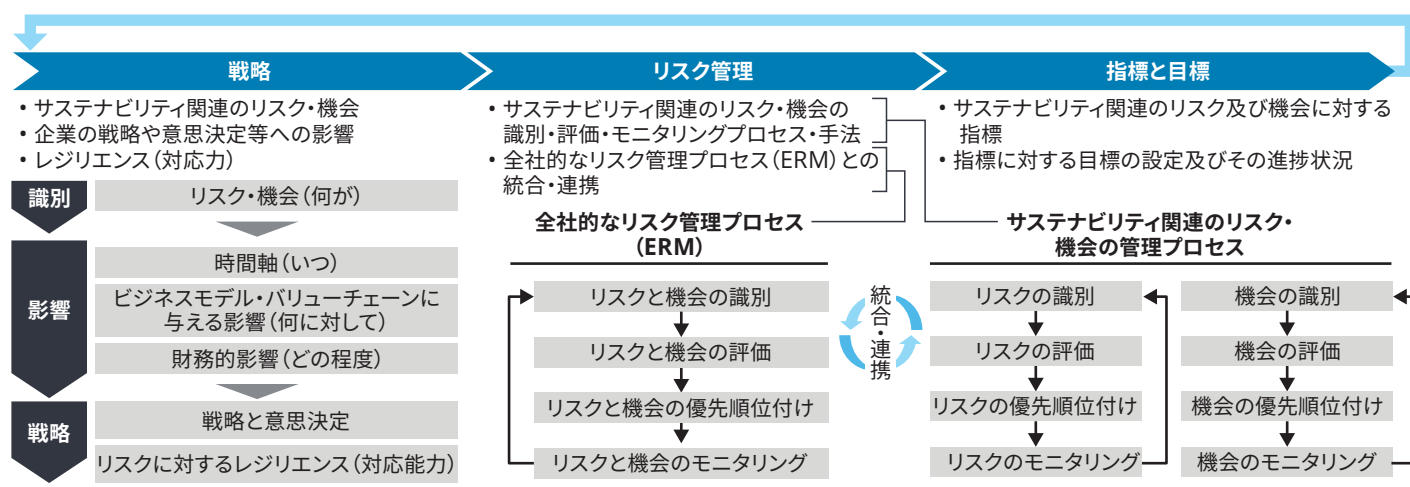 戦略
・サステナビリティ関連のリスク・機会
・企業の戦略や意思決定等への影響
・レジリエンス（対応力）
識別
リスク・機会（何が）
影響
時間軸（いつ）
ビジネスモデル・バリューチェーンに
与える影響（何に対して）
財務的影響（どの程度）
戦略
戦略と意思決定
リスクに対するレジリエンス（対応能力）
リスク管理
・サステナビリティ関連のリスク・機会の
識別・評価・モニタリングプロセス・手法
・全社的なリスク管理プロセス（ERM）との
統合・連携
指標と目標
・サステナビリティ関連のリスク及び機会に対する
指標
・指標に対する目標の設定及びその進捗状況
全社的なリスク管理プロセス
（ERM）
リスクと機会の識別
リスクと機会の評価
リスクと機会の優先順位付け
リスクと機会のモニタリング
統合・連携
サステナビリティ関連のリスク・
機会の管理プロセス
リスクの識別
リスクの評価
リスクの優先順位付け
リスクのモニタリング
機会の識別
機会の評価
機会の優先順位付け
機会のモニタリング